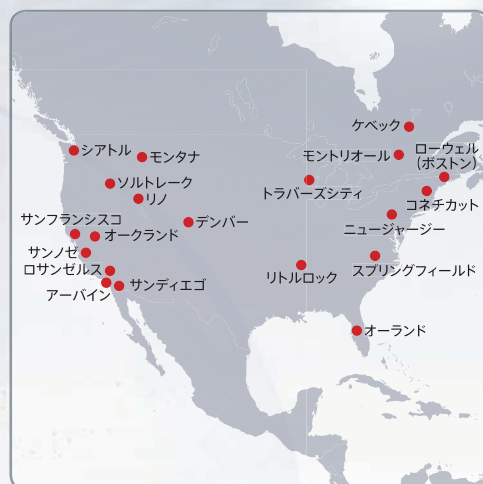 ケベック
シアトル
モンタナ
モントリオール
ローウェル
(ボストン)
ソルトレーク
リノ
トラバーズシティ
コネチカット
サンフランシスコ
オークランド
デンバー
ニュージャージー
サンノゼ
ロサンゼルス
アーバイン
サンディエゴ
リトルロック
スプリングフィールド
オーランド